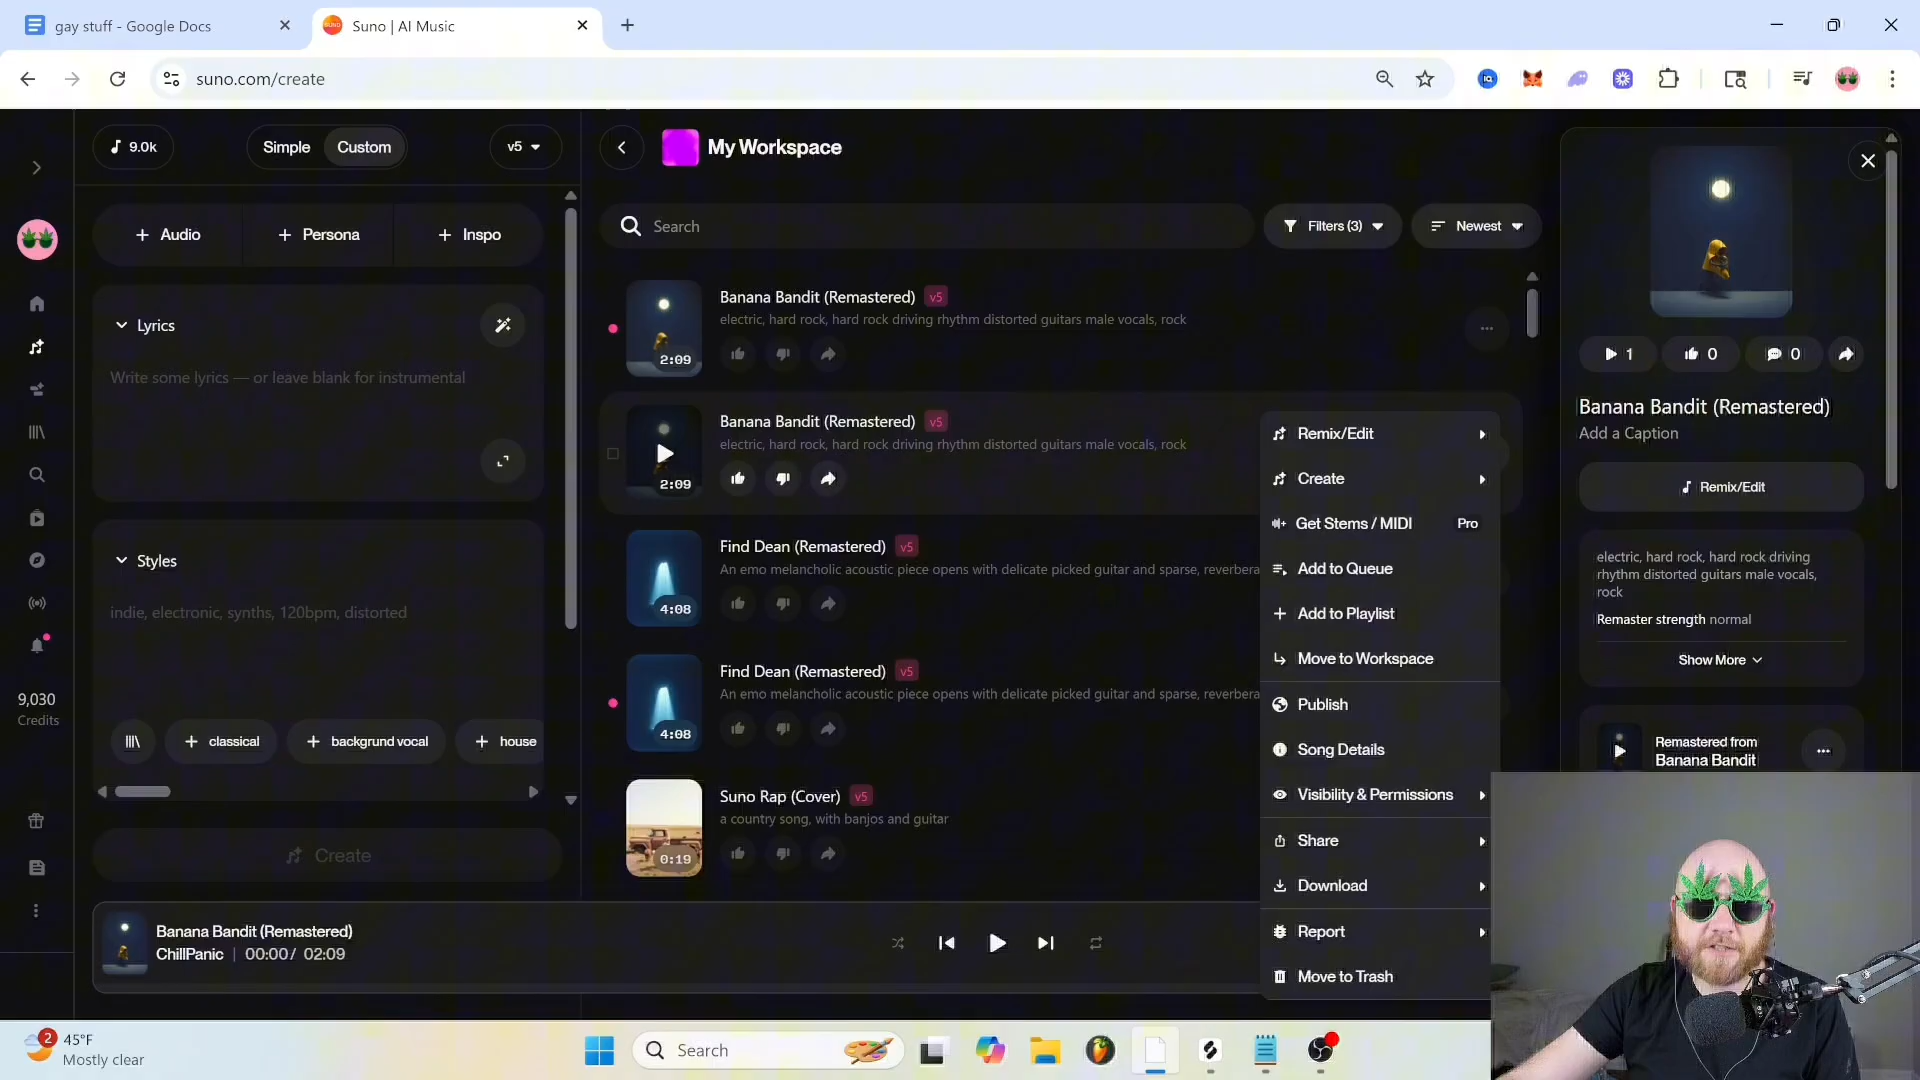 gay stuff - Google Docs
Suno | AI Music
suno.com/create
9.0k
Simple
Custom
v5
My Workspace
Audio
Persona
Inspo
Search
Filters (3)
Newest
Lyrics
Write some lyrics — or leave blank for instrumental
Styles
indie, electronic, synths, 120bpm, distorted
classical
backgrund vocal
house
Create
9,030
Credits
Banana Bandit (Remastered) v5
electric, hard rock, hard rock driving rhythm distorted guitars male vocals, rock
2:09
Banana Bandit (Remastered) v5
electric, hard rock, hard rock driving rhythm distorted guitars male vocals, rock
2:09
Find Dean (Remastered) v5
An emo melancholic acoustic piece opens with delicate picked guitar and sparse, reverbera
4:08
Find Dean (Remastered) v5
An emo melancholic acoustic piece opens with delicate picked guitar and sparse, reverbera
4:08
Suno Rap (Cover) v5
a country song, with banjos and guitar
0:19
Remix/Edit
Create
Get Stems / MIDI Pro
Add to Queue
Add to Playlist
Move to Workspace
Publish
Song Details
Visibility & Permissions
Share
Download
Report
Move to Trash
1
0
0
Banana Bandit (Remastered)
Add a Caption
Remix/Edit
electric, hard rock, hard rock driving
rhythm distorted guitars male vocals,
rock
Remaster strength normal
Show More
Remastered from
Banana Bandit
Banana Bandit (Remastered)
ChillPanic | 00:00 / 02:09
2
45°F
Mostly clear
Search